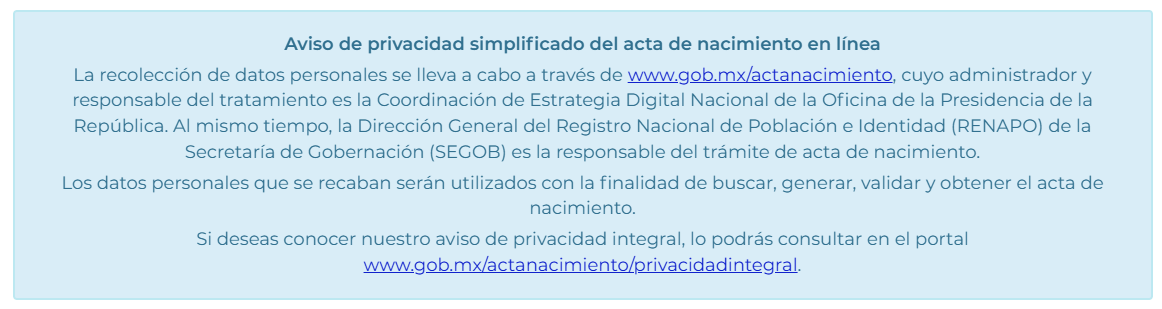 Aviso de privacidad simplificado del acta de nacimiento en línea
La recolección de datos personales se lleva a cabo a través de www.gob.mx/actanacimiento, cuyo administrador y
responsable del tratamiento es la Coordinación de Estrategia Digital Nacional de la Oficina de la Presidencia de la
República. Al mismo tiempo, la Dirección General del Registro Nacional de Población e Identidad (RENAPO) de la
Secretaría de Gobernación (SEGOB) es la responsable del trámite de acta de nacimiento.
Los datos personales que se recaban serán utilizados con la finalidad de buscar, generar, validar y obtener el acta de
nacimiento.
Si deseas conocer nuestro aviso de privacidad integral, lo podrás consultar en el portal
www.gob.mx/actanacimiento/privacidadintegral.